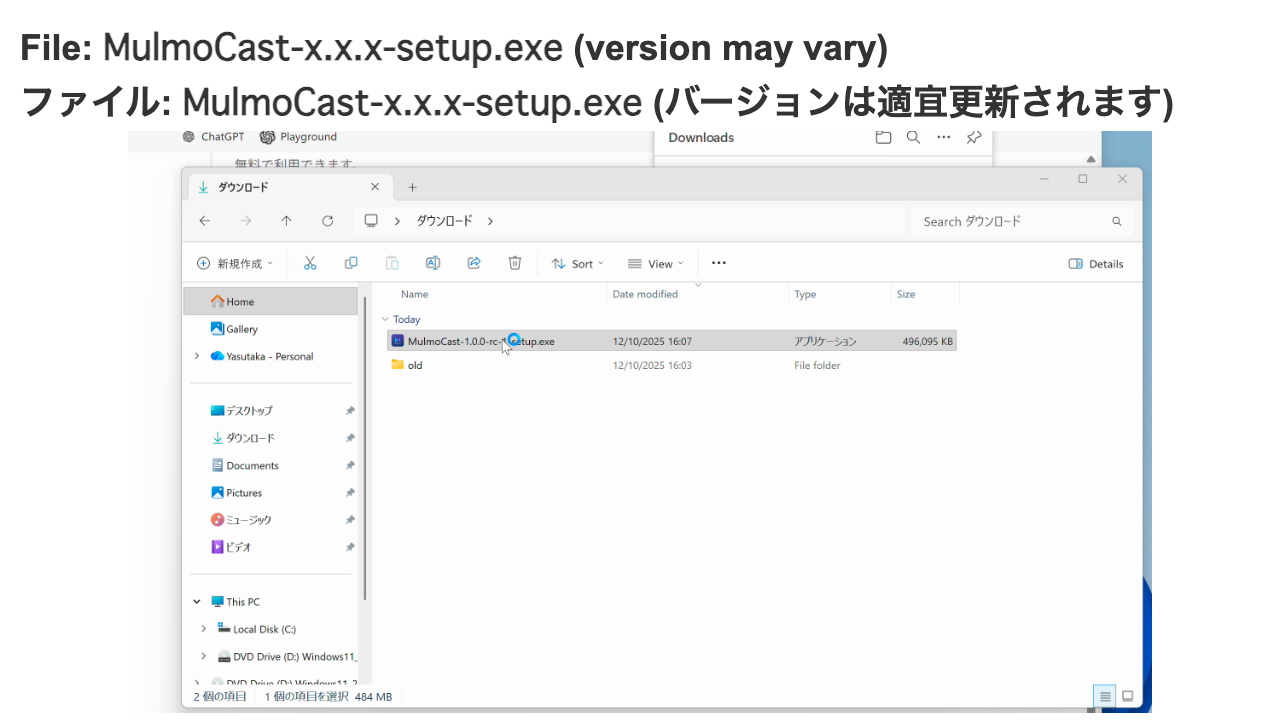 File: MulmoCast-x.x.x-setup.exe (version may vary)
ファイル: MulmoCast-x.x.x-setup.exe (バージョンは適宜更新されます)
ChatGPT Playground
Downloads
無料で利用できます。
ダウンロード
ダウンロード
Search ダウンロード
新規作成
Sort
View
Details
Name Date modified Type Size
Today
MulmoCast-1.0.0-rc- setup.exe 12/10/2025 16:07 アプリケーション 496,095 KB
old 12/10/2025 16:03 File folder
Home
Gallery
Yasutaka - Personal
デスクトップ
ダウンロード
Documents
Pictures
ミュージック
ビデオ
This PC
Local Disk (C:)
DVD Drive (D:) Windows11_
DVD Drive (D:) Windows11_2
2 個の項目 1 個の項目を選択 484 MB